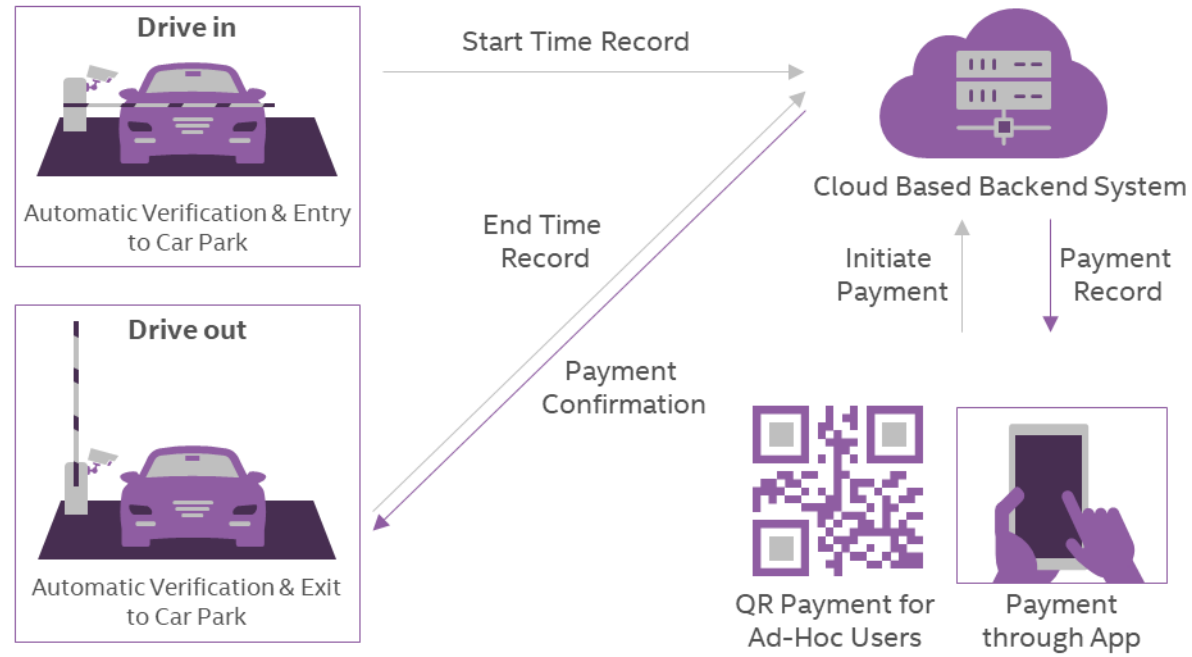 Drive in
Automatic Verification & Entry
to Car Park
Start Time Record
Cloud Based Backend System
End Time
Record
Initiate
Payment
Payment
Record
Drive out
Automatic Verification & Exit
to Car Park
Payment
Confirmation
QR Payment for
Ad-Hoc Users
Payment
through App